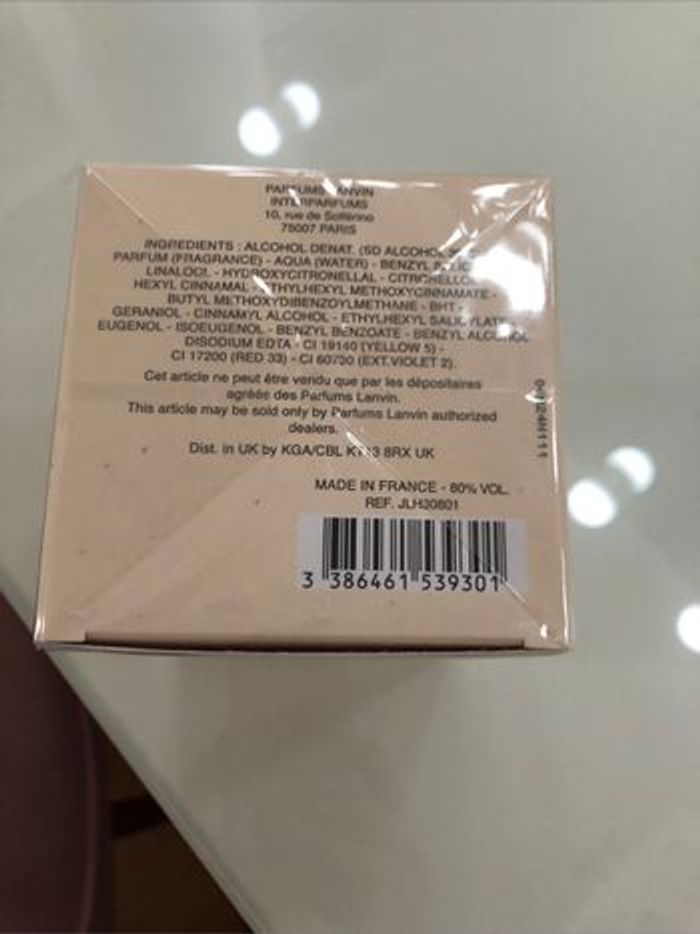 PARFUMS LANVIN
INTERPARFUMS
10, rue de Solférino
75007 PARIS
INGREDIENTS : ALCOHOL DENAT. (SD ALCOHOL
PARFUM (FRAGRANCE) - AQUA (WATER) - BENZYL
LINALOOL - HYDROXYCITRONELLAL - CITRONELLOL
HEXYL CINNAMAL - ETHYLHEXYL METHOXYCINNAMATE -
BUTYL METHOXYDIBENZOYLMETHANE - BHT -
GERANIOL - CINNAMYL ALCOHOL - ETHYLHEXYL SALICYLATE
EUGENOL - ISOEUGENOL - BENZYL BENZOATE - BENZYL ALCOHOL
DISODIUM EDTA - CI 19140 (YELLOW 5) -
CI 17200 (RED 33) - CI 60730 (EXT.VIOLET 2).
Cet article ne peut être vendu que par les dépositaires
agréés des Parfums Lanvin.
This article may be sold only by Parfums Lanvin authorized
dealers.
Dist. in UK by KGA/CBL 8RX UK
MADE IN FRANCE - 80% VOL.
REF. JLH30801
3 386461 539301